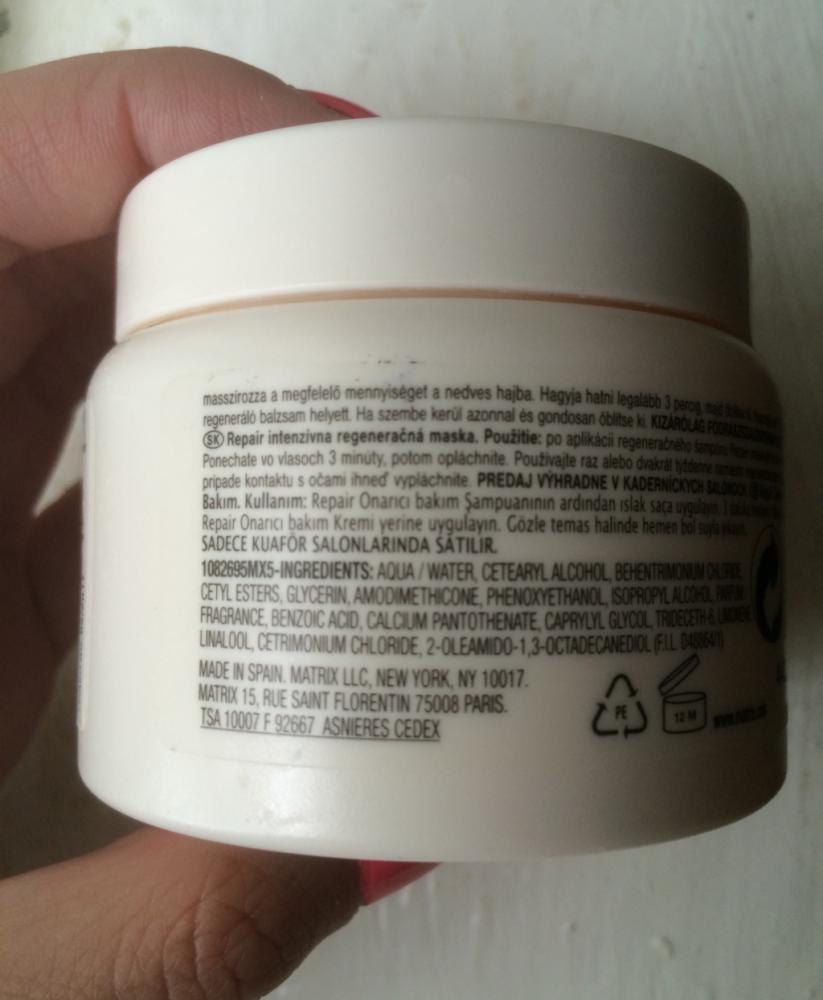 masszírozza a megfelelő mennyiséget a nedves hajba. Hagyja hatni legalább 3 percig, majd
regeneráló balzsam helyett. Ha szembe kerül azonnal és gondosan öblítse ki. KIZÁRÓLAG
SK Repair intenzívna regeneračná maska. Použitie: po aplikácii regeneračného šampónu Repair
Ponechate vo vlasoch 3 minúty, potom opláchnite. Používajte raz alebo dvakrát týždenne namiesto
prípade kontaktu s očami ihneď vypláchnite. PREDAJ VÝHRADNE V KADERNÍCKYCH SALÓNOCH.
Bakım. Kullanım: Repair Onarıcı bakım Şampuanının ardından ıslak saça uygulayın. 3
Repair Onarıcı bakım Kremi yerine uygulayın. Gözle temas halinde hemen bol suyla yıkayın.
SADECE KUAFÖR SALONLARINDA SATILIR.
1082695MX5-INGREDIENTS: AQUA / WATER, CETEARYL ALCOHOL, BEHENTRIMONIUM CHLORIDE,
CETYL ESTERS, GLYCERIN, AMODIMETHICONE, PHENOXYETHANOL, ISOPROPYL ALCOHOL, PARFUM /
FRAGRANCE, BENZOIC ACID, CALCIUM PANTOTHENATE, CAPRYLYL GLYCOL, TRIDECETH-6, LIMONENE,
LINALOOL, CETRIMONIUM CHLORIDE, 2-OLEAMIDO-1,3-OCTADECANEDIOL (F.I.L. D48864/1)
MADE IN SPAIN. MATRIX LLC, NEW YORK, NY 10017.
MATRIX 15, RUE SAINT FLORENTIN 75008 PARIS.
TSA 10007 F 92667 ASNIERES CEDEX
PE
12 M